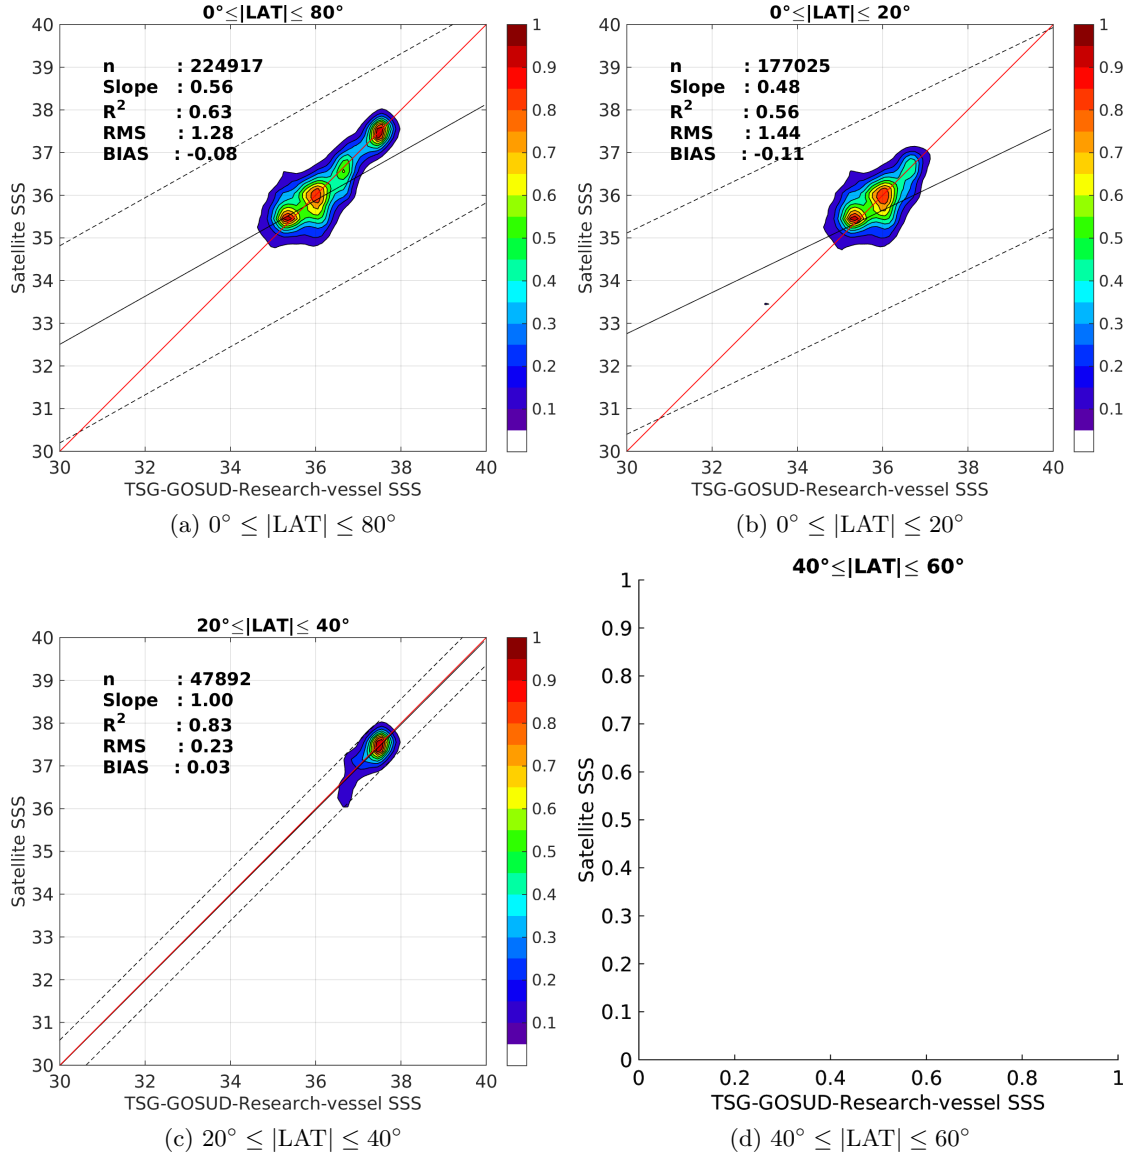 0°≤|LAT|≤ 80°
n : 224917
Slope : 0.56
R² : 0.63
RMS : 1.28
BIAS : -0.08
Satellite SSS
40
39
38
37
36
35
34
33
32
31
30
30 32 34 36 38 40
TSG-GOSUD-Research-vessel SSS
1
0.9
0.8
0.7
0.6
0.5
0.4
0.3
0.2
0.1
(a) 0° ≤ |LAT| ≤ 80°
0°≤|LAT|≤ 20°
n : 177025
Slope : 0.48
R² : 0.56
RMS : 1.44
BIAS : -0.11
Satellite SSS
40
39
38
37
36
35
34
33
32
31
30
30 32 34 36 38 40
TSG-GOSUD-Research-vessel SSS
1
0.9
0.8
0.7
0.6
0.5
0.4
0.3
0.2
0.1
(b) 0° ≤ |LAT| ≤ 20°
20°≤|LAT|≤ 40°
n : 47892
Slope : 1.00
R² : 0.83
RMS : 0.23
BIAS : 0.03
Satellite SSS
40
39
38
37
36
35
34
33
32
31
30
30 32 34 36 38 40
TSG-GOSUD-Research-vessel SSS
1
0.9
0.8
0.7
0.6
0.5
0.4
0.3
0.2
0.1
(c) 20° ≤ |LAT| ≤ 40°
40°≤|LAT|≤ 60°
Satellite SSS
1
0.9
0.8
0.7
0.6
0.5
0.4
0.3
0.2
0.1
0
0 0.2 0.4 0.6 0.8 1
TSG-GOSUD-Research-vessel SSS
(d) 40° ≤ |LAT| ≤ 60°